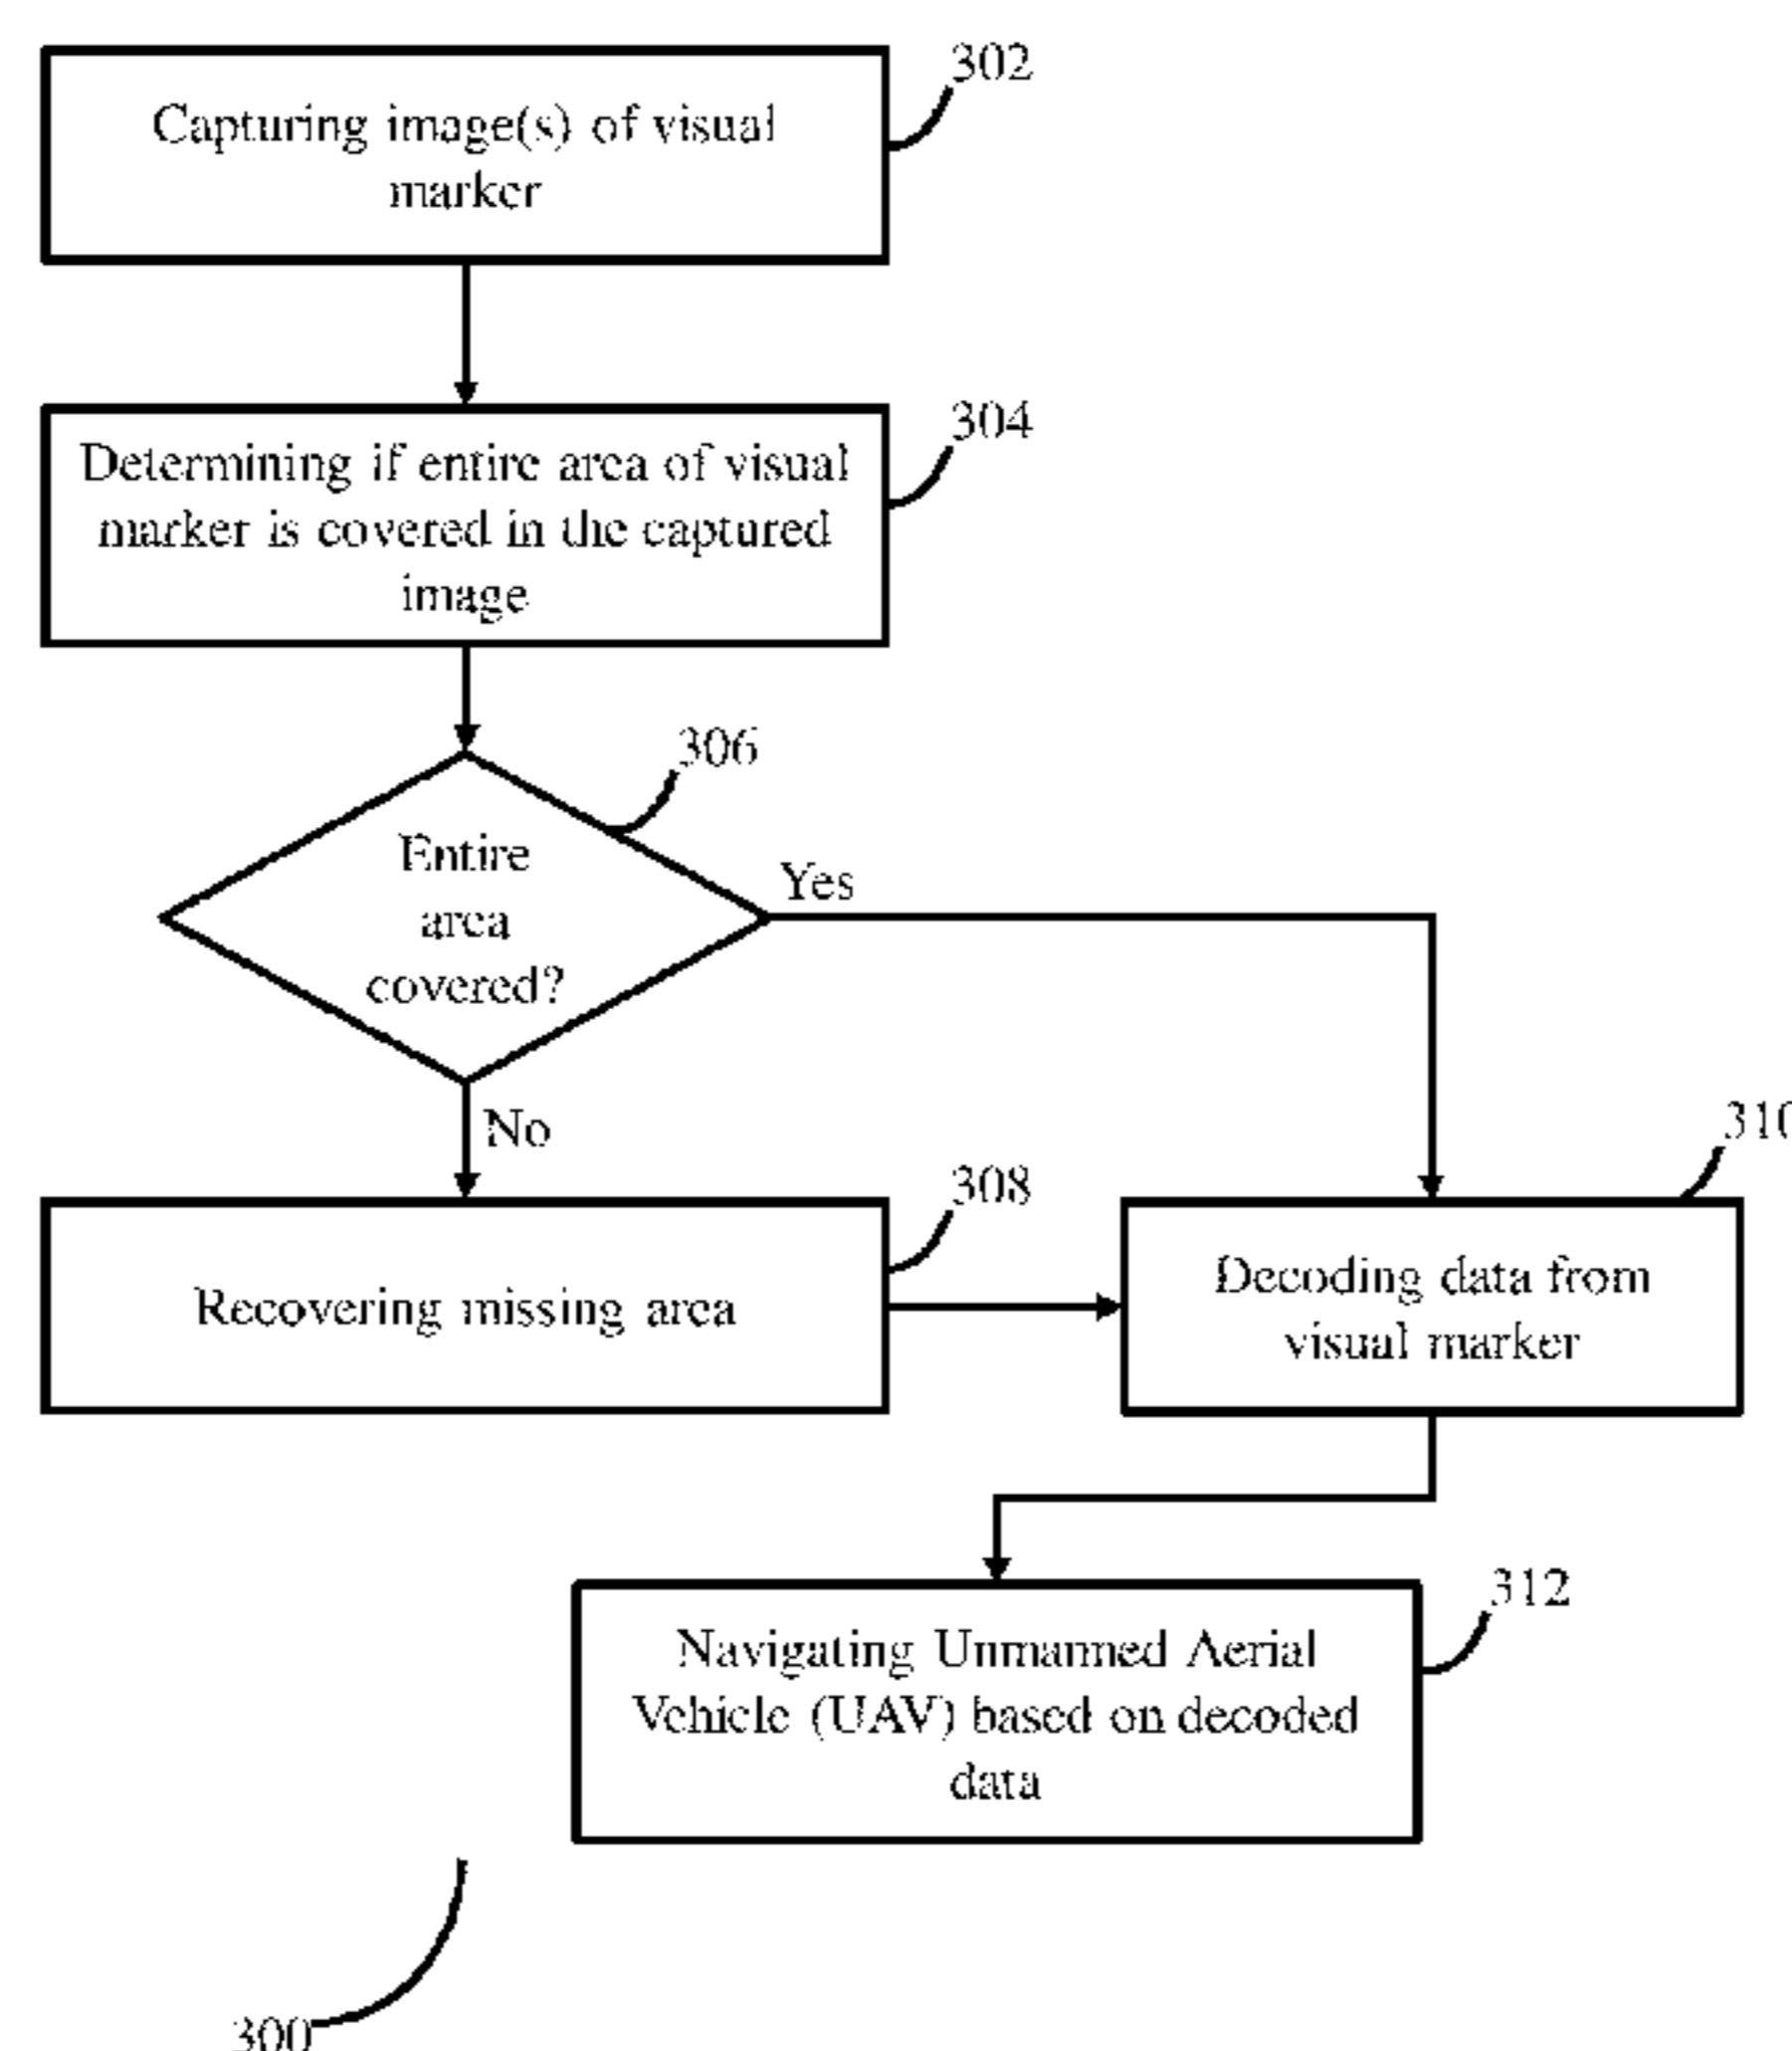 302
Capturing image(s) of visual
marker
304
Determining if entire area of visual
marker is covered in the captured
image
306
Entire
area
covered?
Yes
No
308
Recovering missing area
310
Decoding data from
visual marker
312
Navigating Unmanned Aerial
Vehicle (UAV) based on decoded
data
300